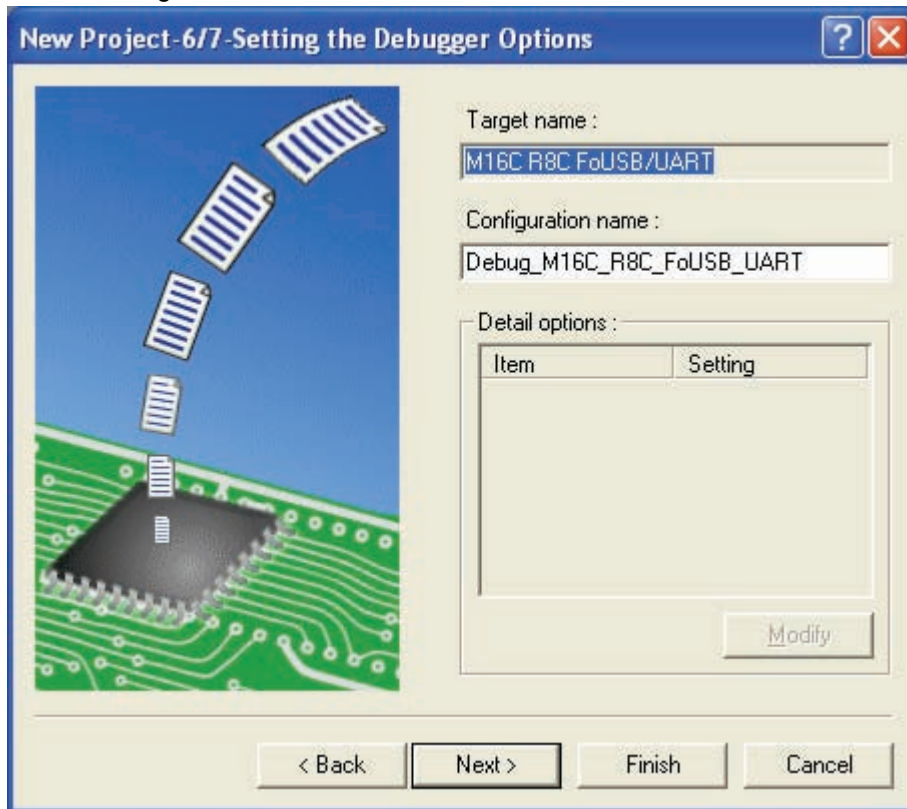 New Project-6/7-Setting the Debugger Options
Target name :
M16C R8C FoUSB/UART
Configuration name :
Debug_M16C_R8C_FoUSB_UART
Detail options :
Item Setting
Modify
< Back Next > Finish Cancel